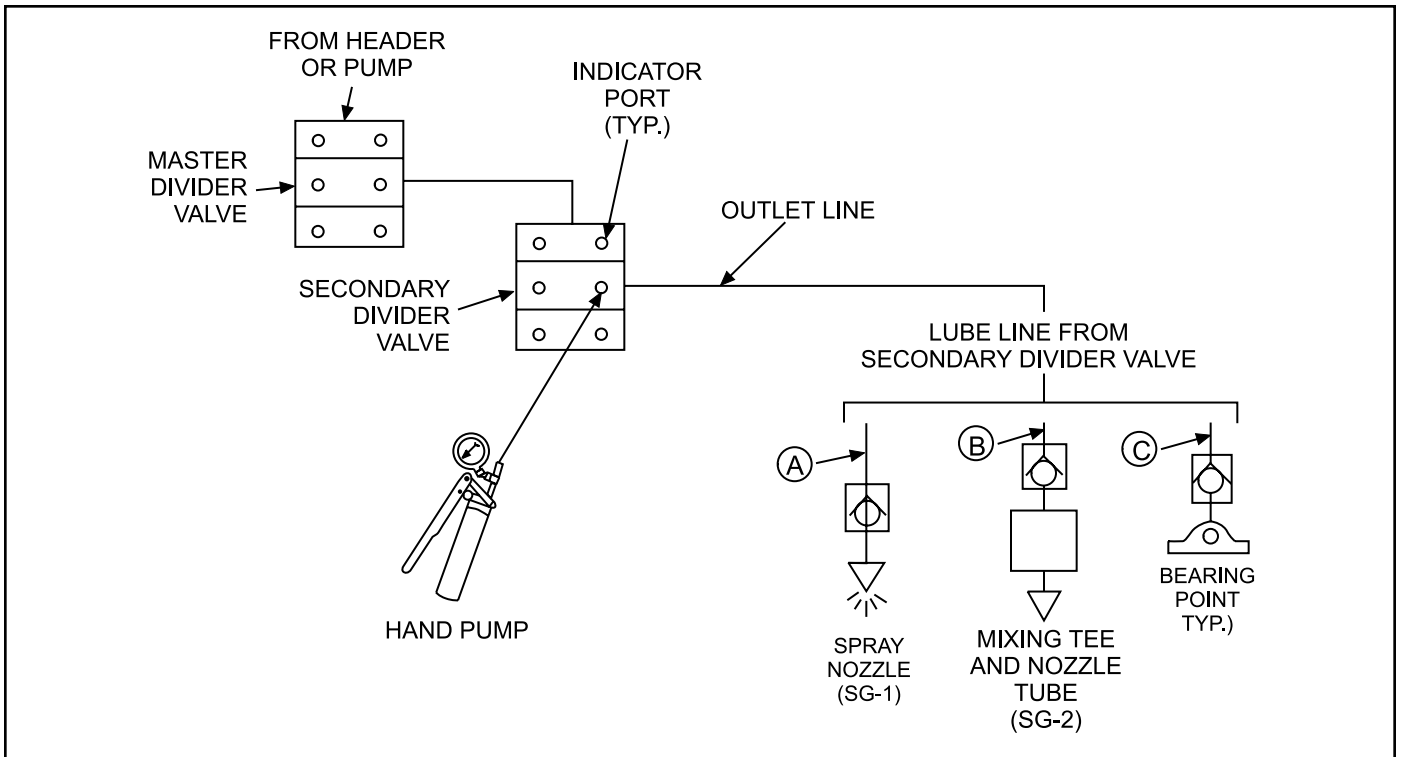 FROM HEADER
OR PUMP
INDICATOR
PORT
(TYP.)
MASTER
DIVIDER
VALVE
OUTLET LINE
SECONDARY
DIVIDER
VALVE
LUBE LINE FROM
SECONDARY DIVIDER VALVE
A
B
C
HAND PUMP
SPRAY
NOZZLE
(SG-1)
MIXING TEE
AND NOZZLE
TUBE
(SG-2)
BEARING
POINT
TYP.)